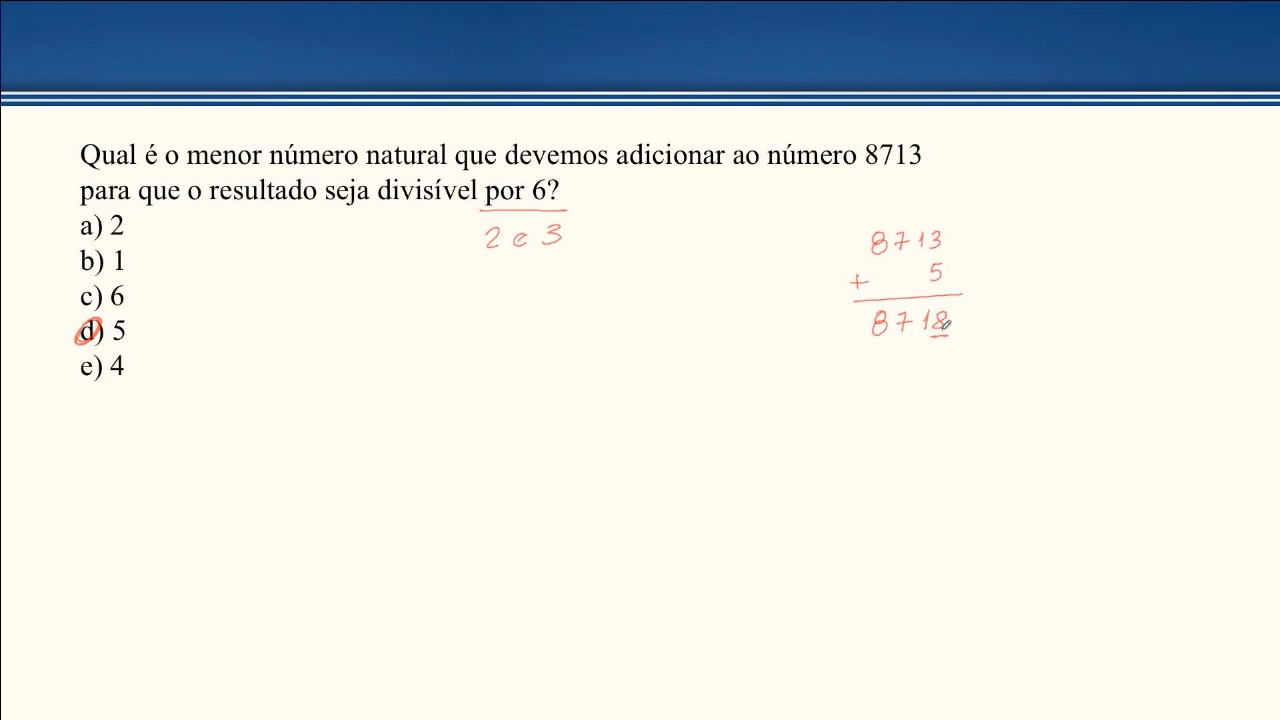 Qual é o menor número natural que devemos adicionar ao número 8713
para que o resultado seja divisível por 6?
a) 2
b) 1
c) 6
d) 5
e) 4
2 e 3
8713
+ 5
8718